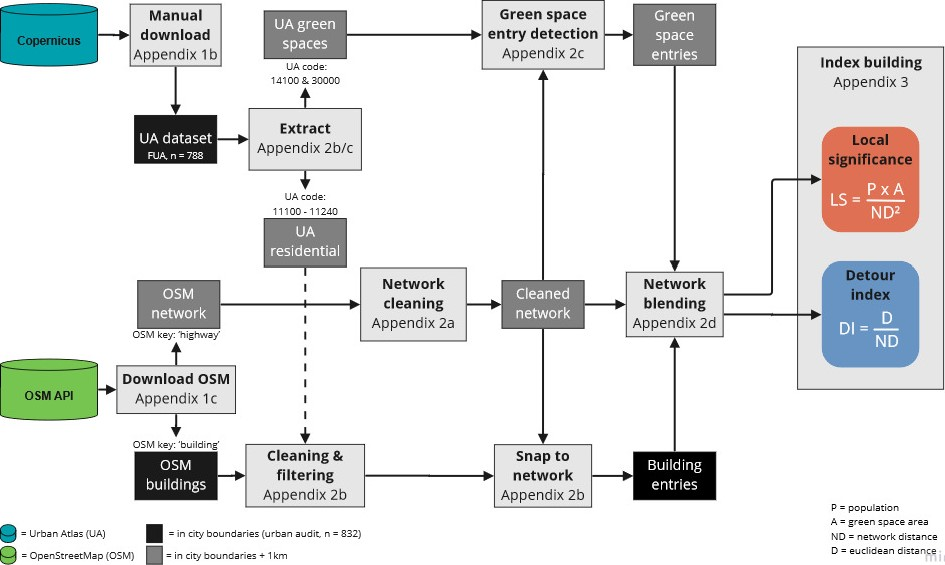 Copernicus
Manual
download
Appendix 1b
UA green
spaces
UA code:
14100 & 30000
Green space
entry detection
Appendix 2c
Green
space
entries
Index building
Appendix 3
UA dataset
FUA, n = 788
Extract
Appendix 2b/c
Local
significance
LS = P x A
ND²
UA code:
11100 - 11240
UA
residential
OSM
network
OSM key: ‘highway’
Network
cleaning
Appendix 2a
Cleaned
network
Network
blending
Appendix 2d
Detour
index
DI = D
ND
OSM API
Download OSM
Appendix 1c
OSM key: ‘building’
OSM
buildings
Cleaning &
filtering
Appendix 2b
Snap to
network
Appendix 2b
Building
entries
= Urban Atlas (UA)
= OpenStreetMap (OSM)
= in city boundaries (urban audit, n = 832)
= in city boundaries + 1km
P = population
A = green space area
ND = network distance
D = euclidean distance